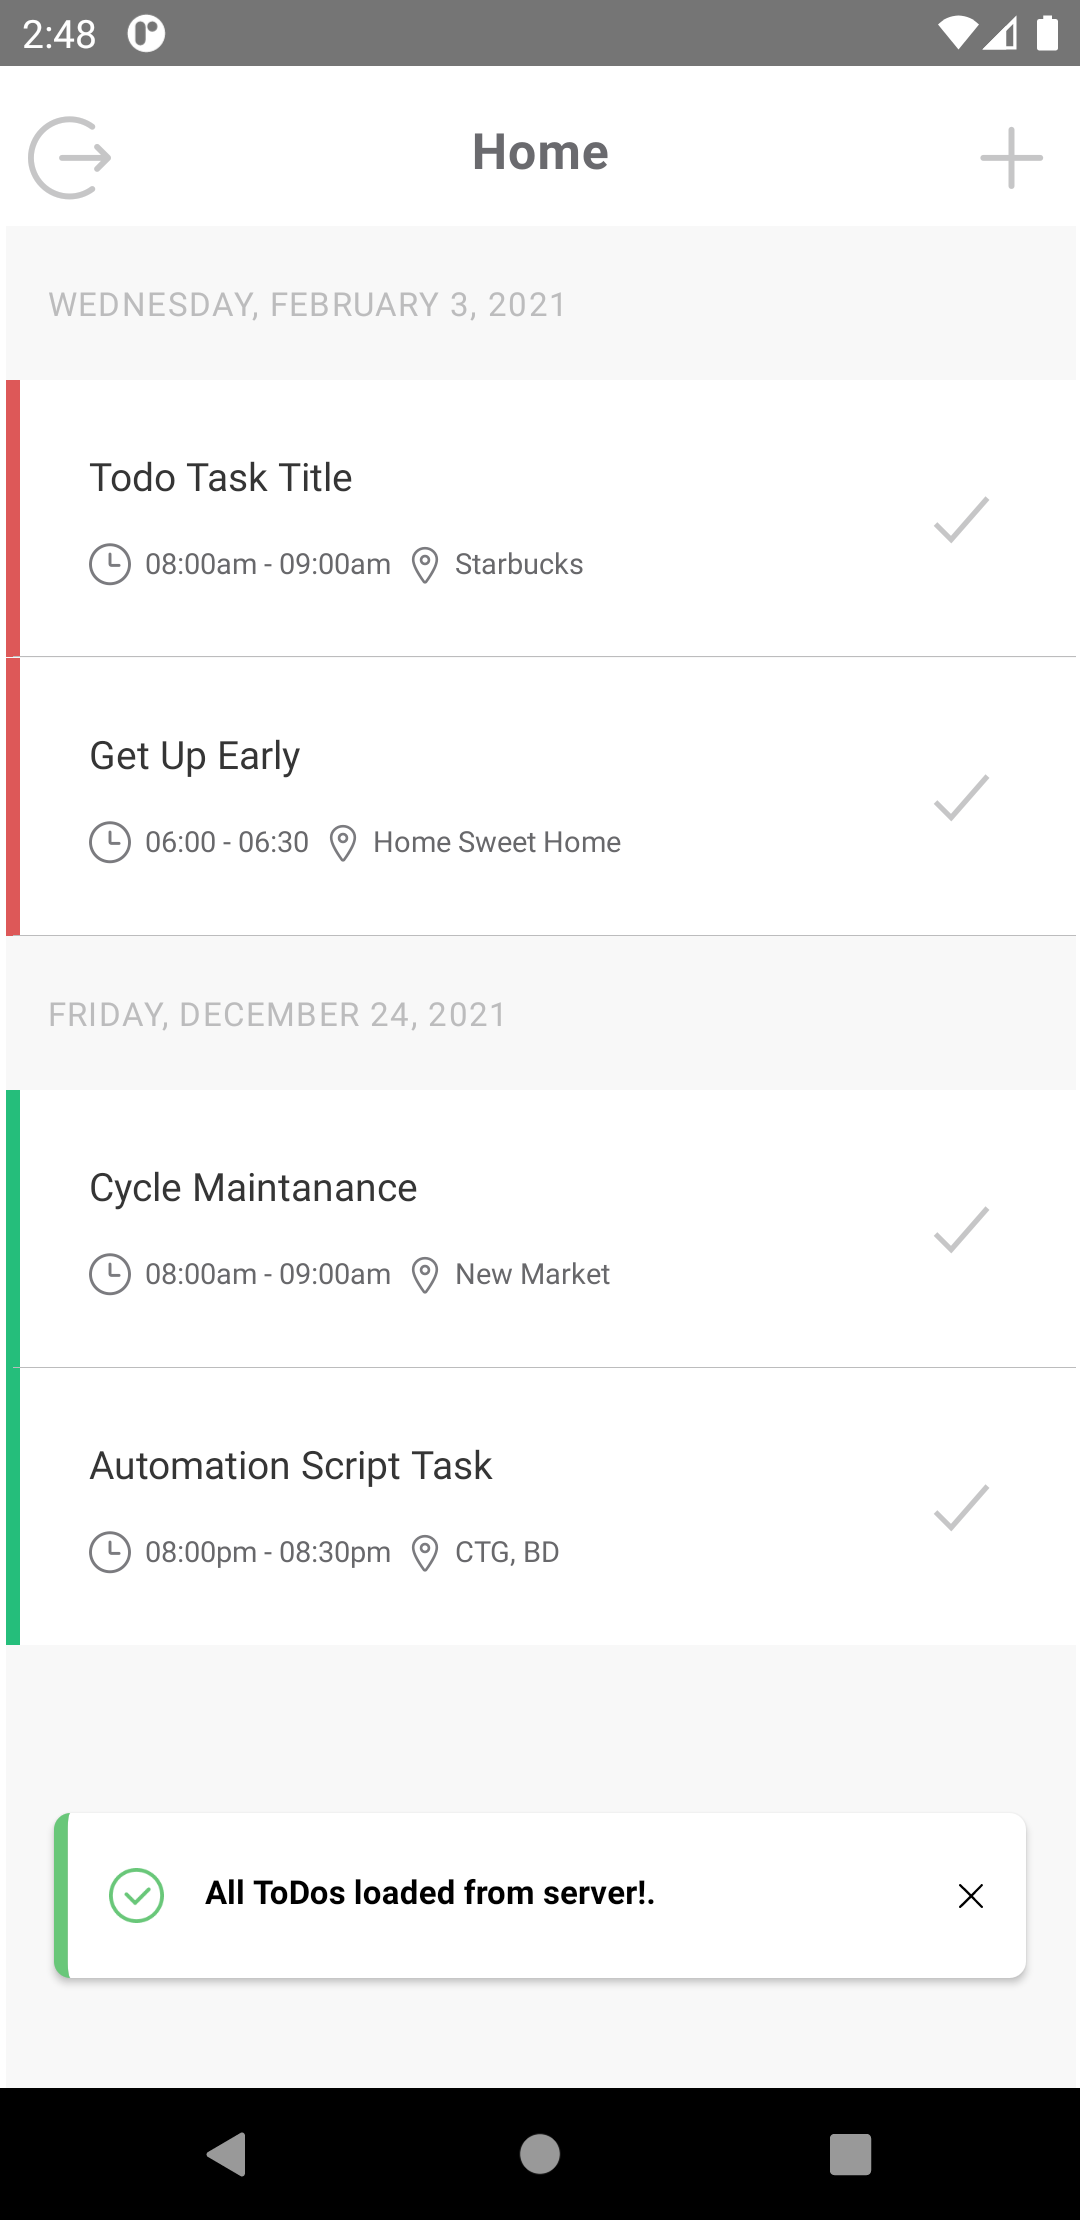 2:48
Home
WEDNESDAY, FEBRUARY 3, 2021
Todo Task Title
08:00am - 09:00am Starbucks
Get Up Early
06:00 - 06:30 Home Sweet Home
FRIDAY, DECEMBER 24, 2021
Cycle Maintanance
08:00am - 09:00am New Market
Automation Script Task
08:00pm - 08:30pm CTG, BD
All ToDos loaded from server!.